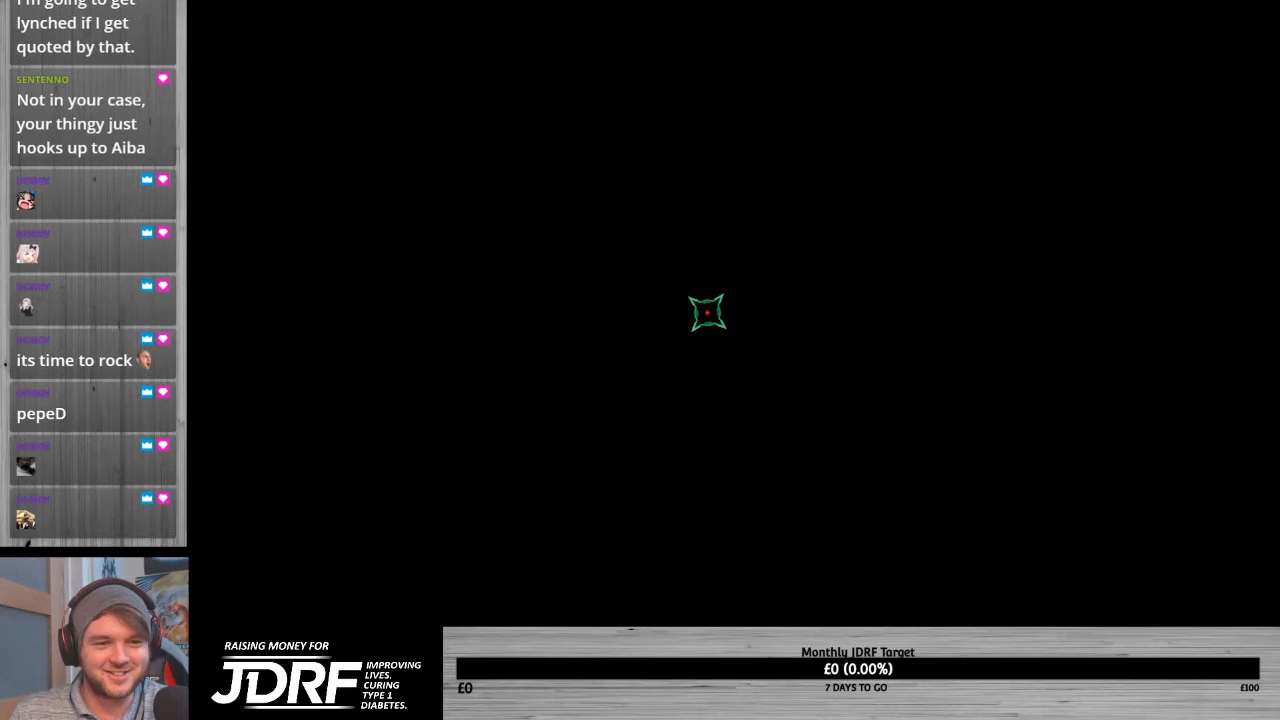 I'm going to get
lynched if I get
quoted by that.
SENTENNO
Not in your case,
your thingy just
hooks up to Aiba
its time to rock
pepeD
RAISING MONEY FOR
JDRF
IMPROVING
LIVES.
CURING
TYPE 1
DIABETES.
Monthly JDRF Target
£0 (0.00%)
£0
7 DAYS TO GO
£100